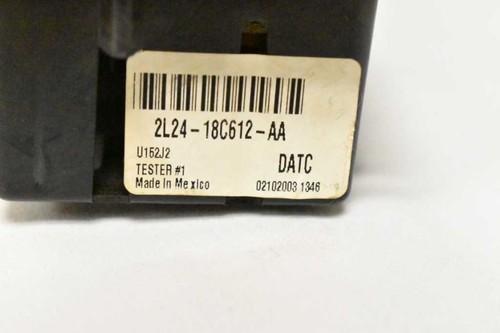 2L24-18C612-AA
U152J2
DATC
TESTER #1
Made In Mexico
02102003 1346